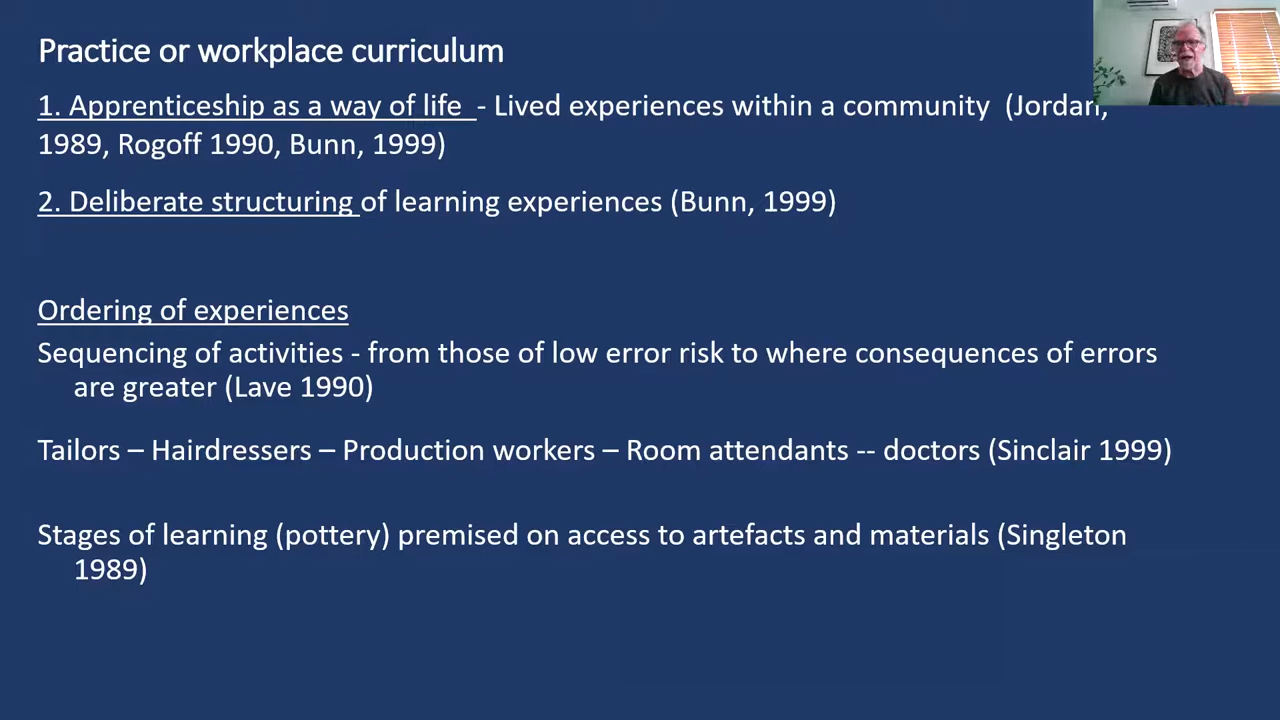 Practice or workplace curriculum
1. Apprenticeship as a way of life - Lived experiences within a community (Jordan,
1989, Rogoff 1990, Bunn, 1999)
2. Deliberate structuring of learning experiences (Bunn, 1999)
Ordering of experiences
Sequencing of activities - from those of low error risk to where consequences of errors
are greater (Lave 1990)
Tailors – Hairdressers – Production workers – Room attendants -- doctors (Sinclair 1999)
Stages of learning (pottery) premised on access to artefacts and materials (Singleton
1989)